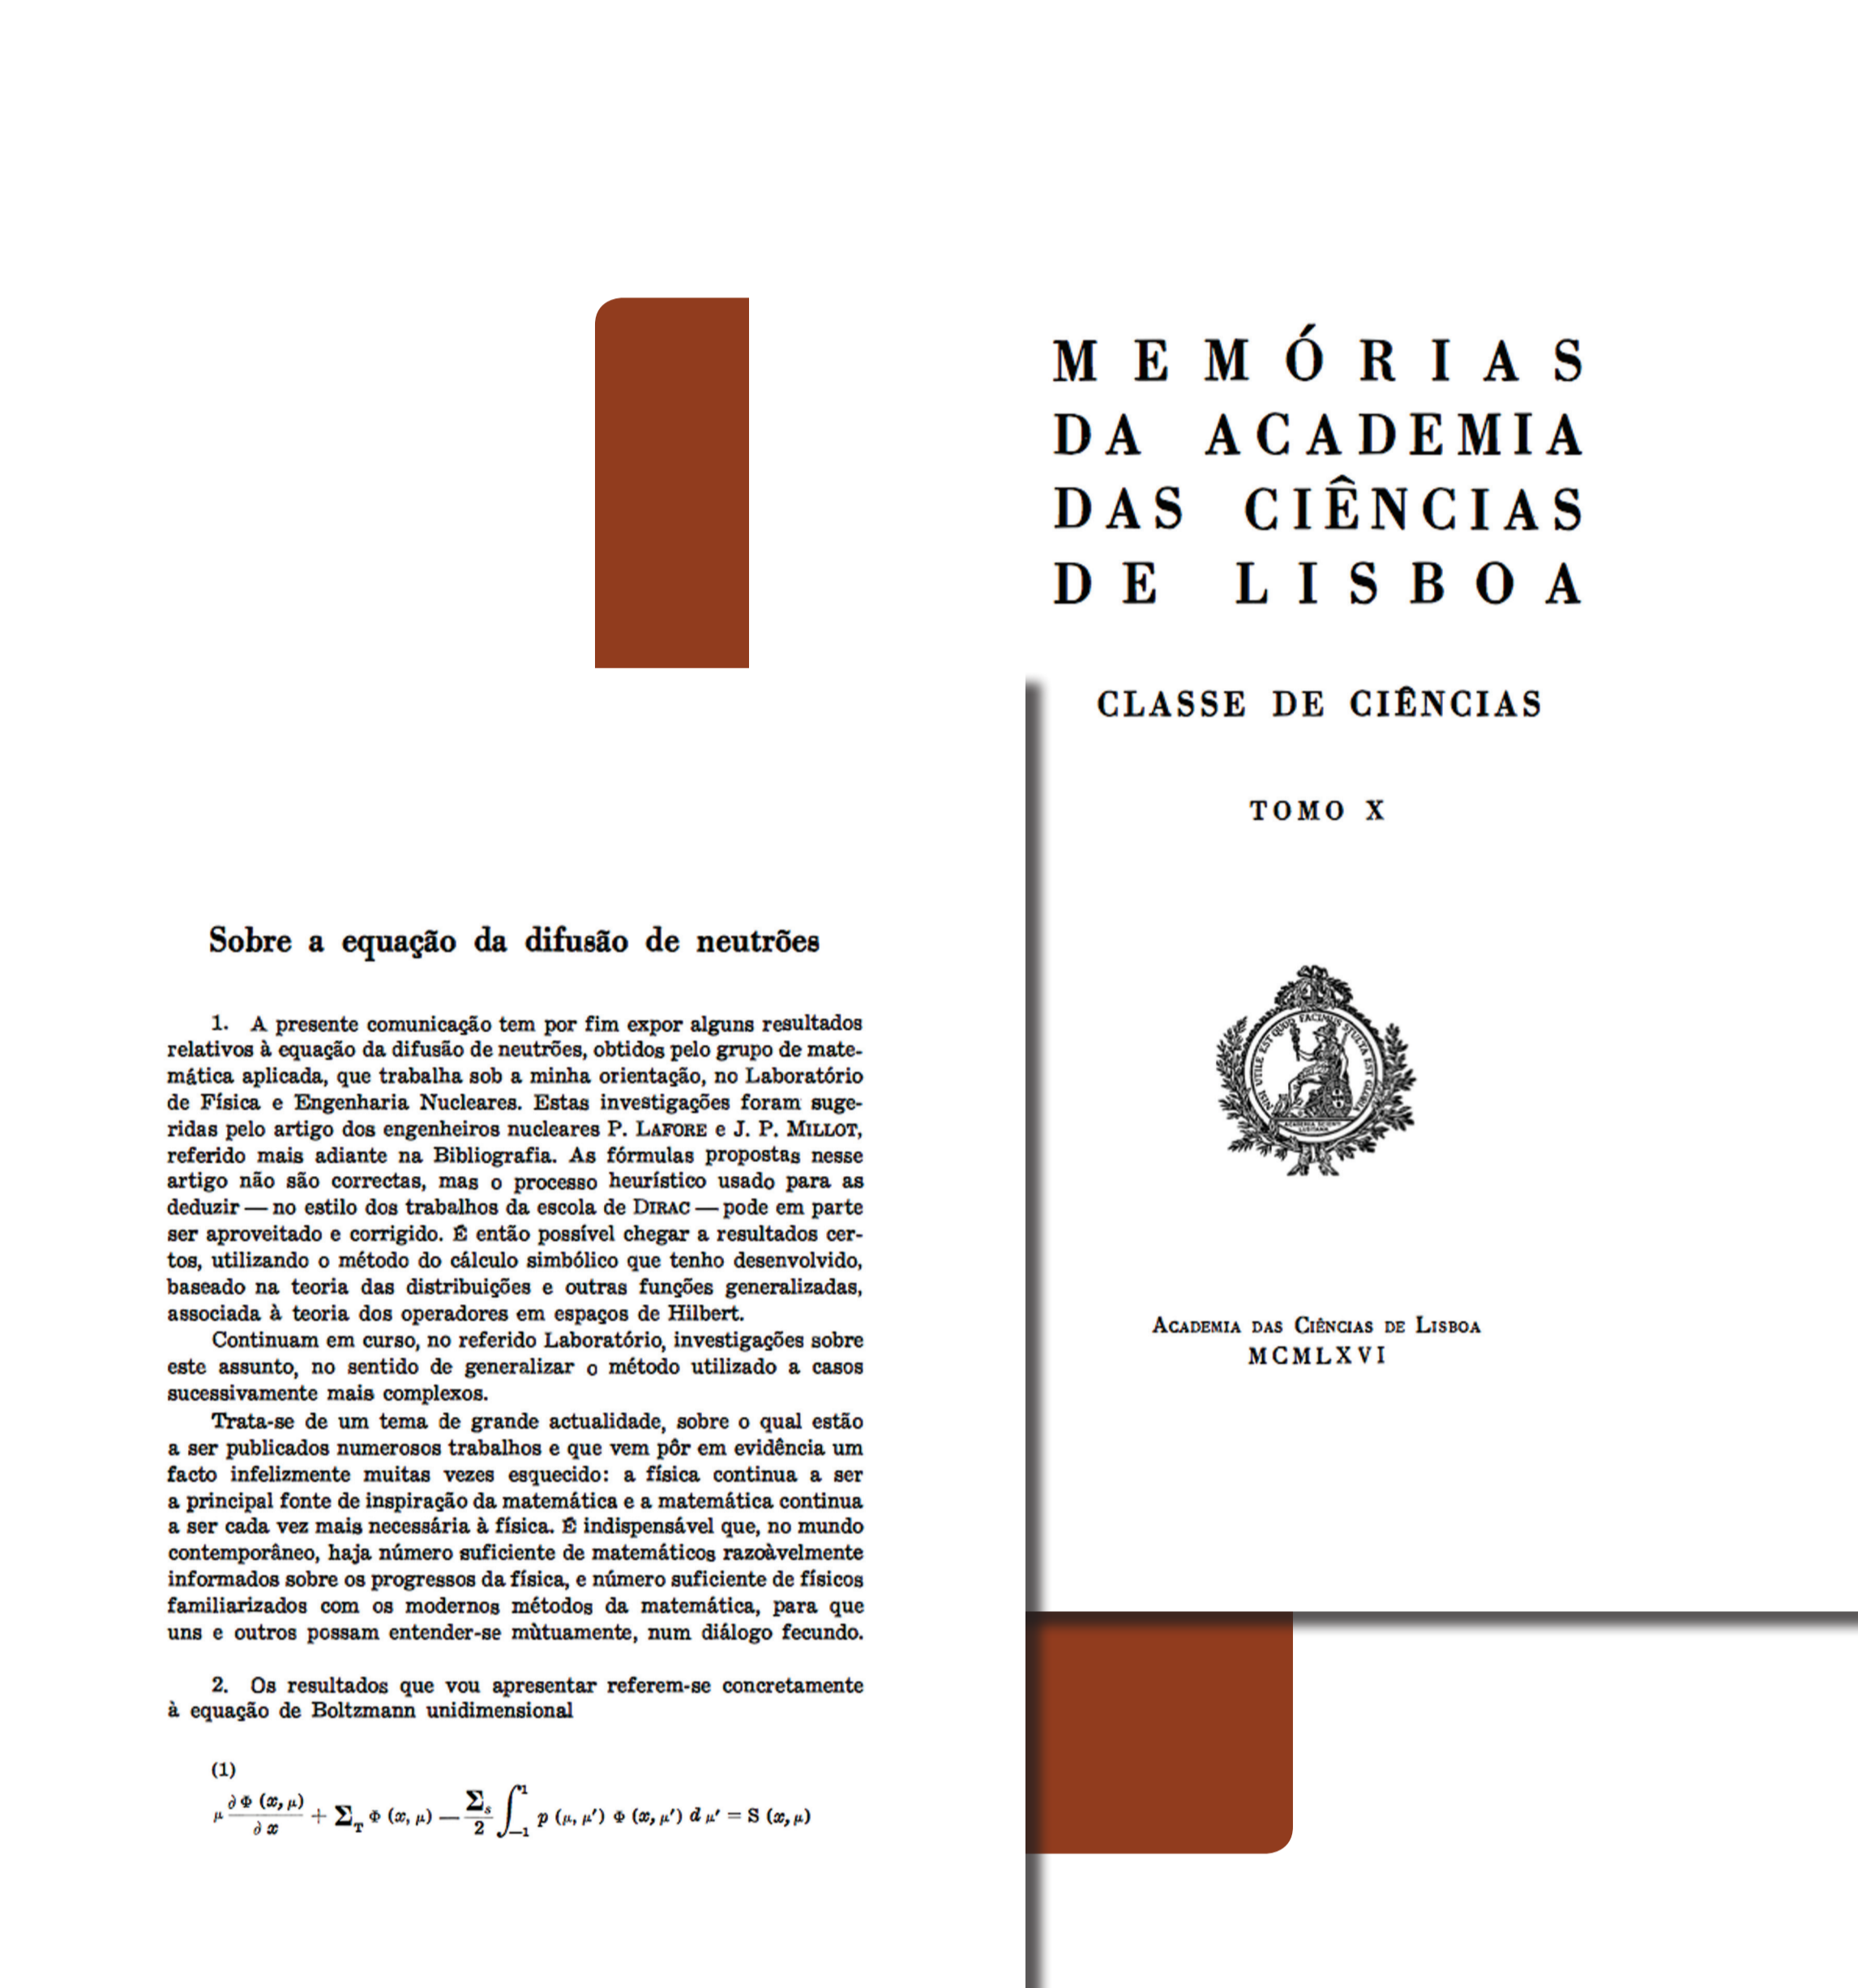 Sobre a equação da difusão de neutrões
1. A presente comunicação tem por fim expor alguns resultados
relativos à equação da difusão de neutrões, obtidos pelo grupo de mate-
mática aplicada, que trabalha sob a minha orientação, no Laboratório
de Física e Engenharia Nucleares. Estas investigações foram suge-
ridas pelo artigo dos engenheiros nucleares P. LAFORE e J. P. MILLOT,
referido mais adiante na Bibliografia. As fórmulas propostas nesse
artigo não são correctas, mas o processo heurístico usado para as
deduzir — no estilo dos trabalhos da escola de DIRAC — pode em parte
ser aproveitado e corrigido. É então possível chegar a resultados cer-
tos, utilizando o método do cálculo simbólico que tenho desenvolvido,
baseado na teoria das distribuições e outras funções generalizadas,
associada à teoria dos operadores em espaços de Hilbert.
Continuam em curso, no referido Laboratório, investigações sobre
este assunto, no sentido de generalizar o método utilizado a casos
sucessivamente mais complexos.
Trata-se de um tema de grande actualidade, sobre o qual estão
a ser publicados numerosos trabalhos e que vem pôr em evidência um
facto infelizmente muitas vezes esquecido: a física continua a ser
a principal fonte de inspiração da matemática e a matemática continua
a ser cada vez mais necessária à física. É indispensável que, no mundo
contemporâneo, haja número suficiente de matemáticos razoàvelmente
informados sobre os progressos da física, e número suficiente de físicos
familiarizados com os modernos métodos da matemática, para que
uns e outros possam entender-se mùtuamente, num diálogo fecundo.
2. Os resultados que vou apresentar referem-se concretamente
à equação de Boltzmann unidimensional
(1)
μ ∂Φ (x, μ)/∂x + Σ_T Φ (x, μ) — Σ_s/2 ∫_{-1}^{1} p (μ, μ′) Φ (x, μ′) d μ′ = S (x, μ)
MEMÓRIAS
DA ACADEMIA
DAS CIÊNCIAS
DE LISBOA
CLASSE DE CIÊNCIAS
TOMO X
NISI UTILE EST QUOD FACIMUS STULTA EST GLORIA
ACADEMIA SCIENT
LUSITANA
ACADEMIA DAS CIÊNCIAS DE LISBOA
MCMLXVI